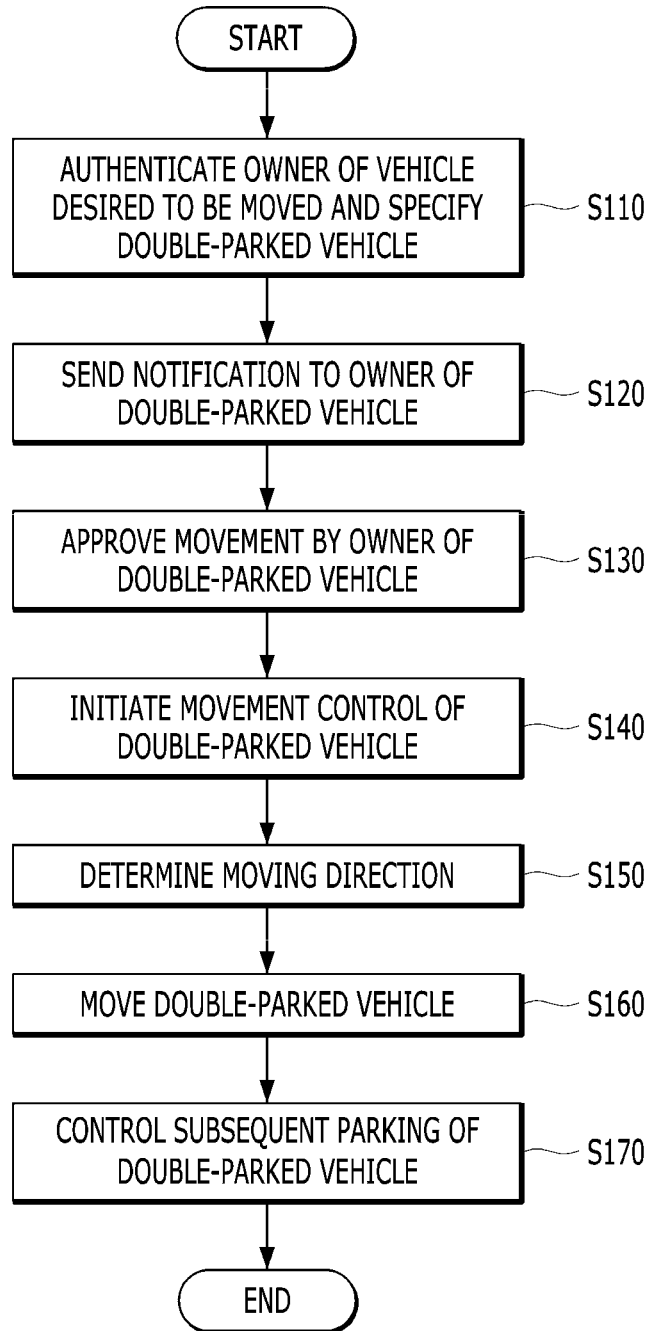 START
AUTHENTICATE OWNER OF VEHICLE
DESIRED TO BE MOVED AND SPECIFY
DOUBLE-PARKED VEHICLE
S110
SEND NOTIFICATION TO OWNER OF
DOUBLE-PARKED VEHICLE
S120
APPROVE MOVEMENT BY OWNER OF
DOUBLE-PARKED VEHICLE
S130
INITIATE MOVEMENT CONTROL OF
DOUBLE-PARKED VEHICLE
S140
DETERMINE MOVING DIRECTION
S150
MOVE DOUBLE-PARKED VEHICLE
S160
CONTROL SUBSEQUENT PARKING OF
DOUBLE-PARKED VEHICLE
S170
END